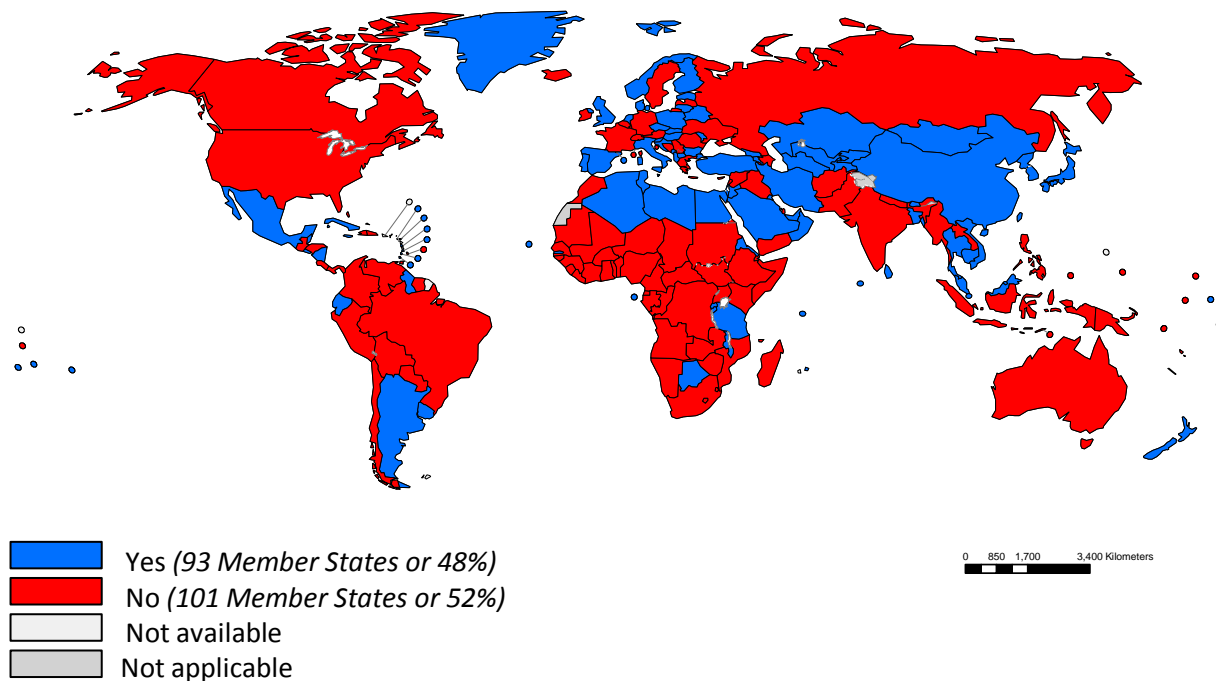 Yes (93 Member States or 48%)
No (101 Member States or 52%)
Not available
Not applicable
0 850 1,700 3,400 Kilometers